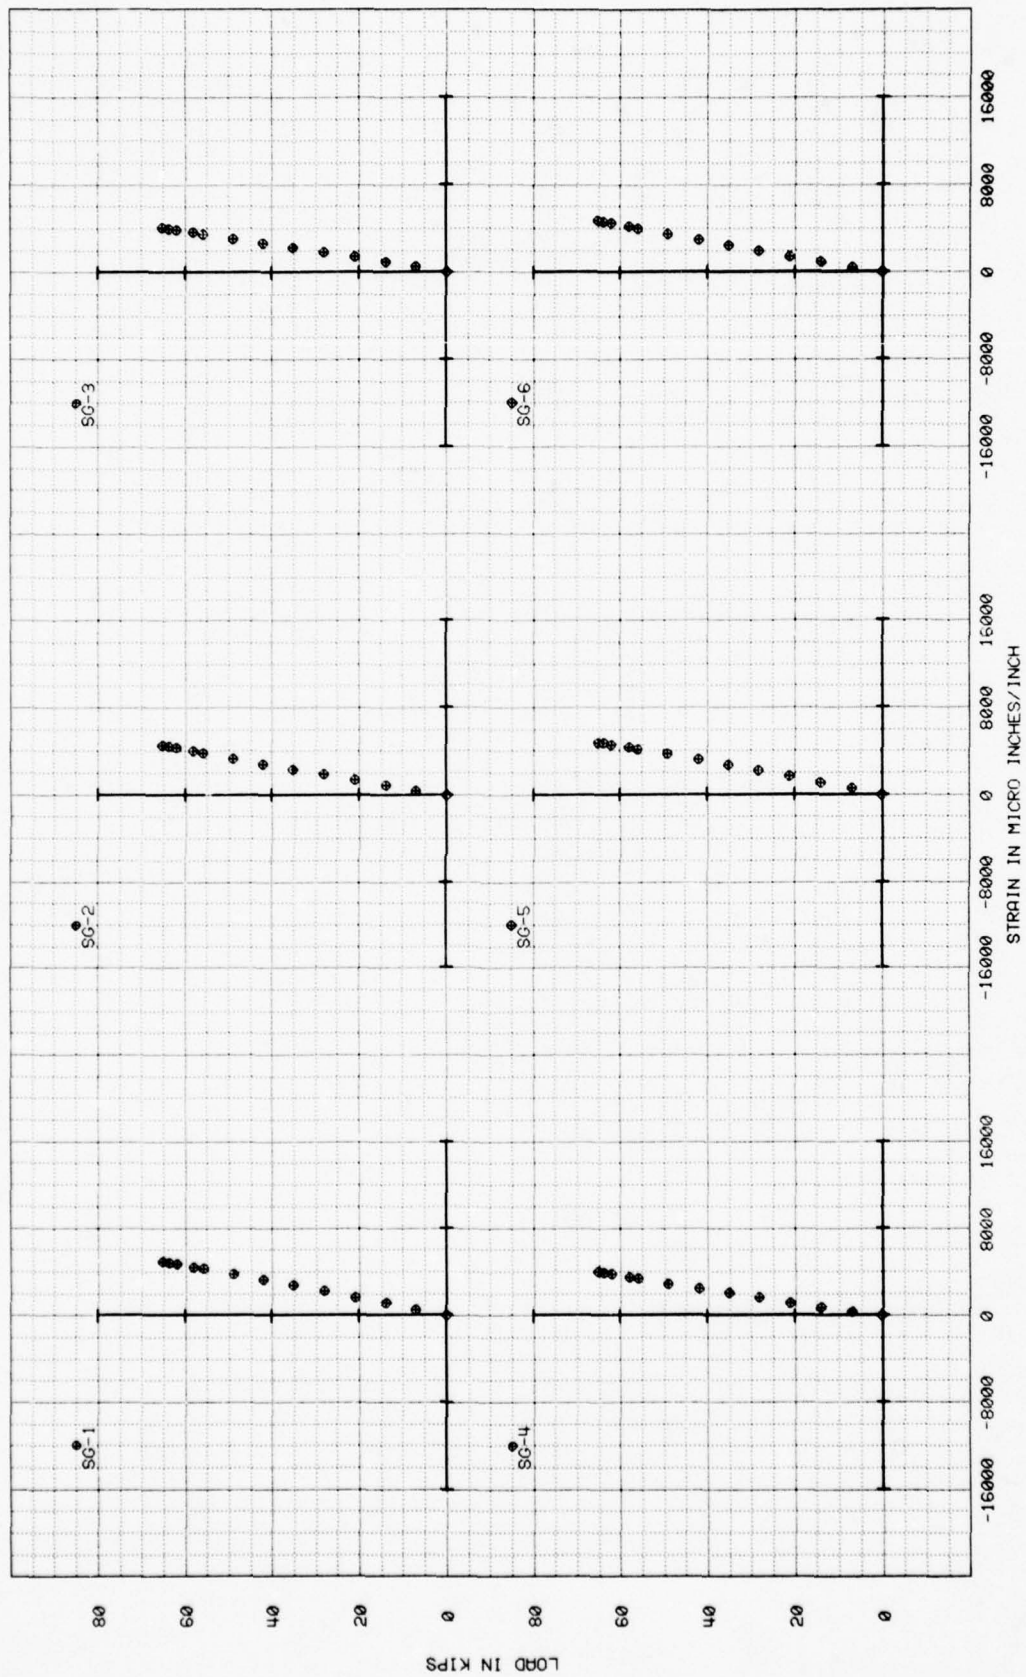 LOAD IN KIPS
80
60
40
20
0
80
60
40
20
0
SG-1
SG-2
SG-3
SG-4
SG-5
SG-6
-16000 -8000 0 8000 16000 -16000 -8000 0 8000 16000 -16000 -8000 0 8000 16000
STRAIN IN MICRO INCHES/INCH